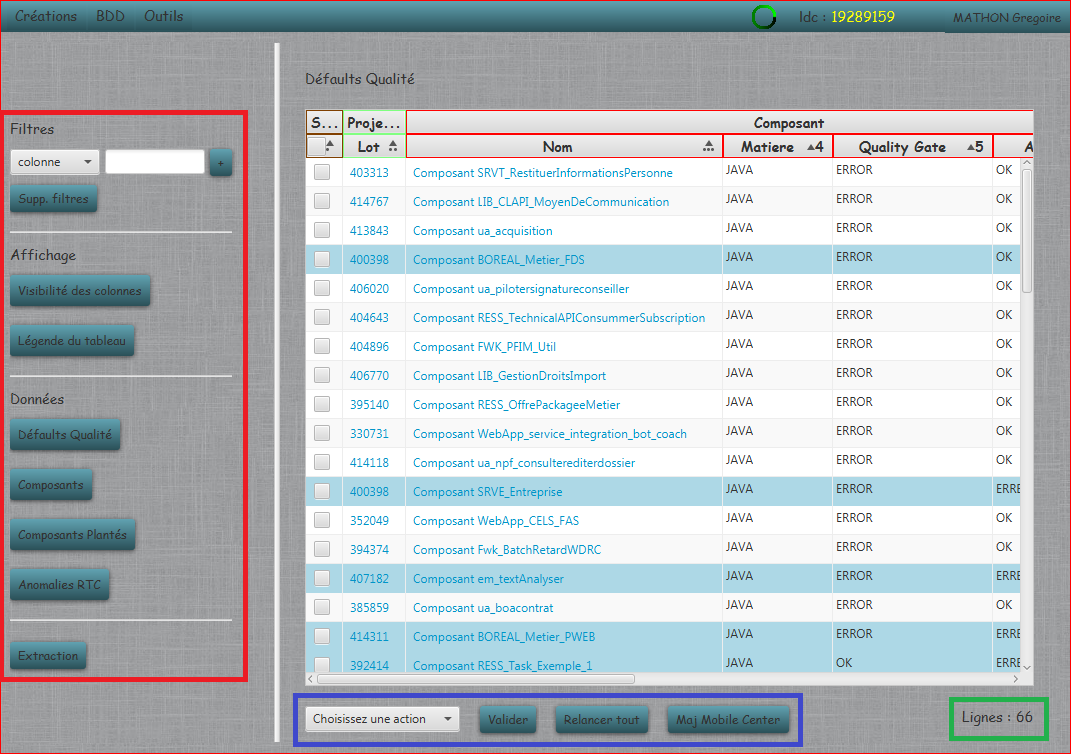 Créations BDD Outils Idc : 19289159 MATHON Gregoire
Défaults Qualité
Filtres
colonne +
Supp. filtres
Affichage
Visibilité des colonnes
Légende du tableau
Données
Défaults Qualité
Composants
Composants Plantés
Anomalies RTC
Extraction
S... Proje... Composant
Lot Nom Matiere 4 Quality Gate 5 A
403313 Composant SRVT_RestituerInformationsPersonne JAVA ERROR OK
414767 Composant LIB_CLAPI_MoyenDeCommunication JAVA ERROR OK
413843 Composant ua_acquisition JAVA ERROR OK
400398 Composant BOREAL_Metier_FDS JAVA ERROR OK
406020 Composant ua_pilotersignatureconseiller JAVA ERROR OK
404643 Composant RESS_TechnicalAPIConsummerSubscription JAVA ERROR OK
404896 Composant FWK_PFIM_Util JAVA ERROR OK
406770 Composant LIB_GestionDroitsImport JAVA ERROR OK
395140 Composant RESS_OffrePackageeMetier JAVA ERROR OK
330731 Composant WebApp_service_integration_bot_coach JAVA ERROR OK
414118 Composant ua_npf_consulterediterdossier JAVA ERROR OK
400398 Composant SRVE_Entreprise JAVA ERROR ERRE
352049 Composant WebApp_CELS_FAS JAVA ERROR OK
394374 Composant Fwk_BatchRetardWDRC JAVA ERROR OK
407182 Composant em_textAnalyser JAVA ERROR ERRE
385859 Composant ua_boacontrat JAVA ERROR OK
414311 Composant BOREAL_Metier_PWEB JAVA ERROR ERRE
392414 Composant RESS_Task_Exemple_1 JAVA OK ERRE
Choisissez une action Valider Relancer tout Maj Mobile Center Lignes : 66